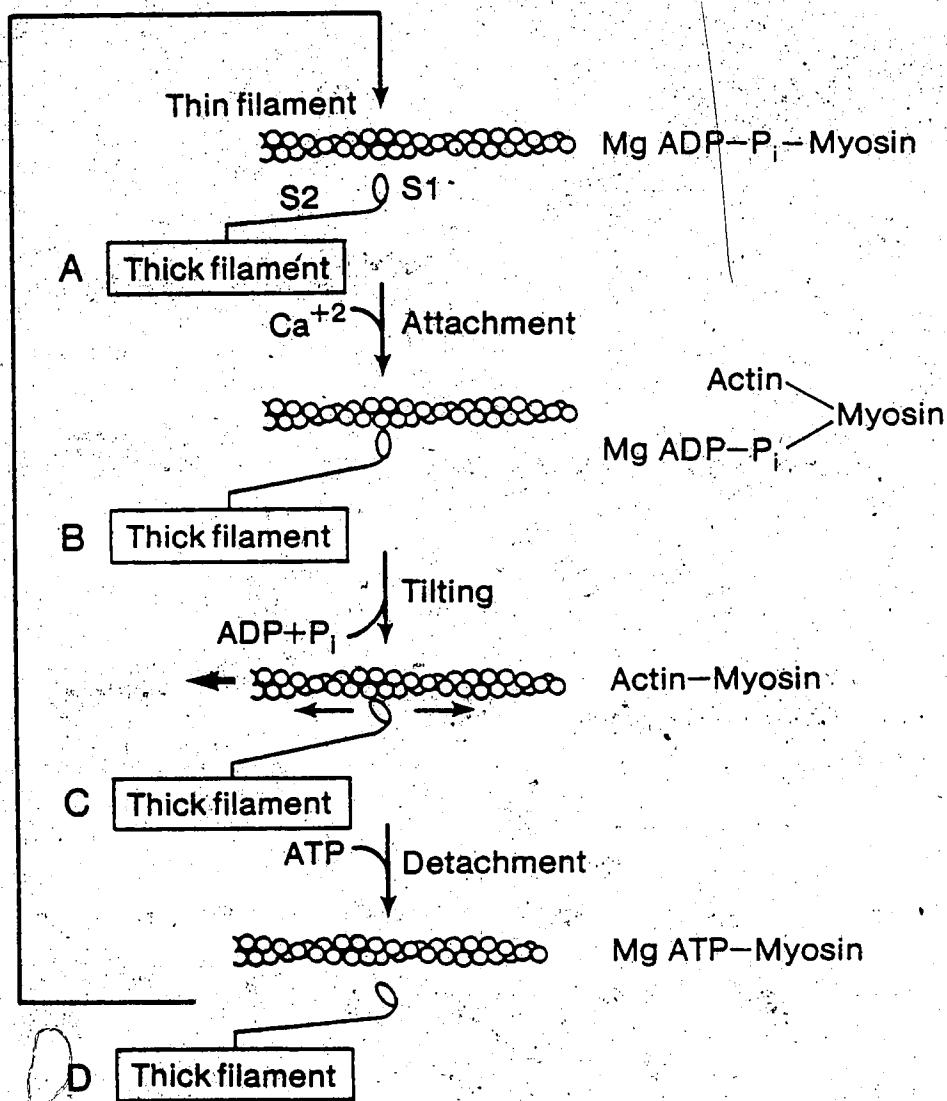 Thin filament
Mg ADP–Pᵢ–Myosin
S2 S1
A Thick filament
Ca⁺² Attachment
Actin
Myosin
Mg ADP–Pᵢ
B Thick filament
Tilting
ADP+Pᵢ
Actin–Myosin
C Thick filament
ATP Detachment
Mg ATP–Myosin
D Thick filament